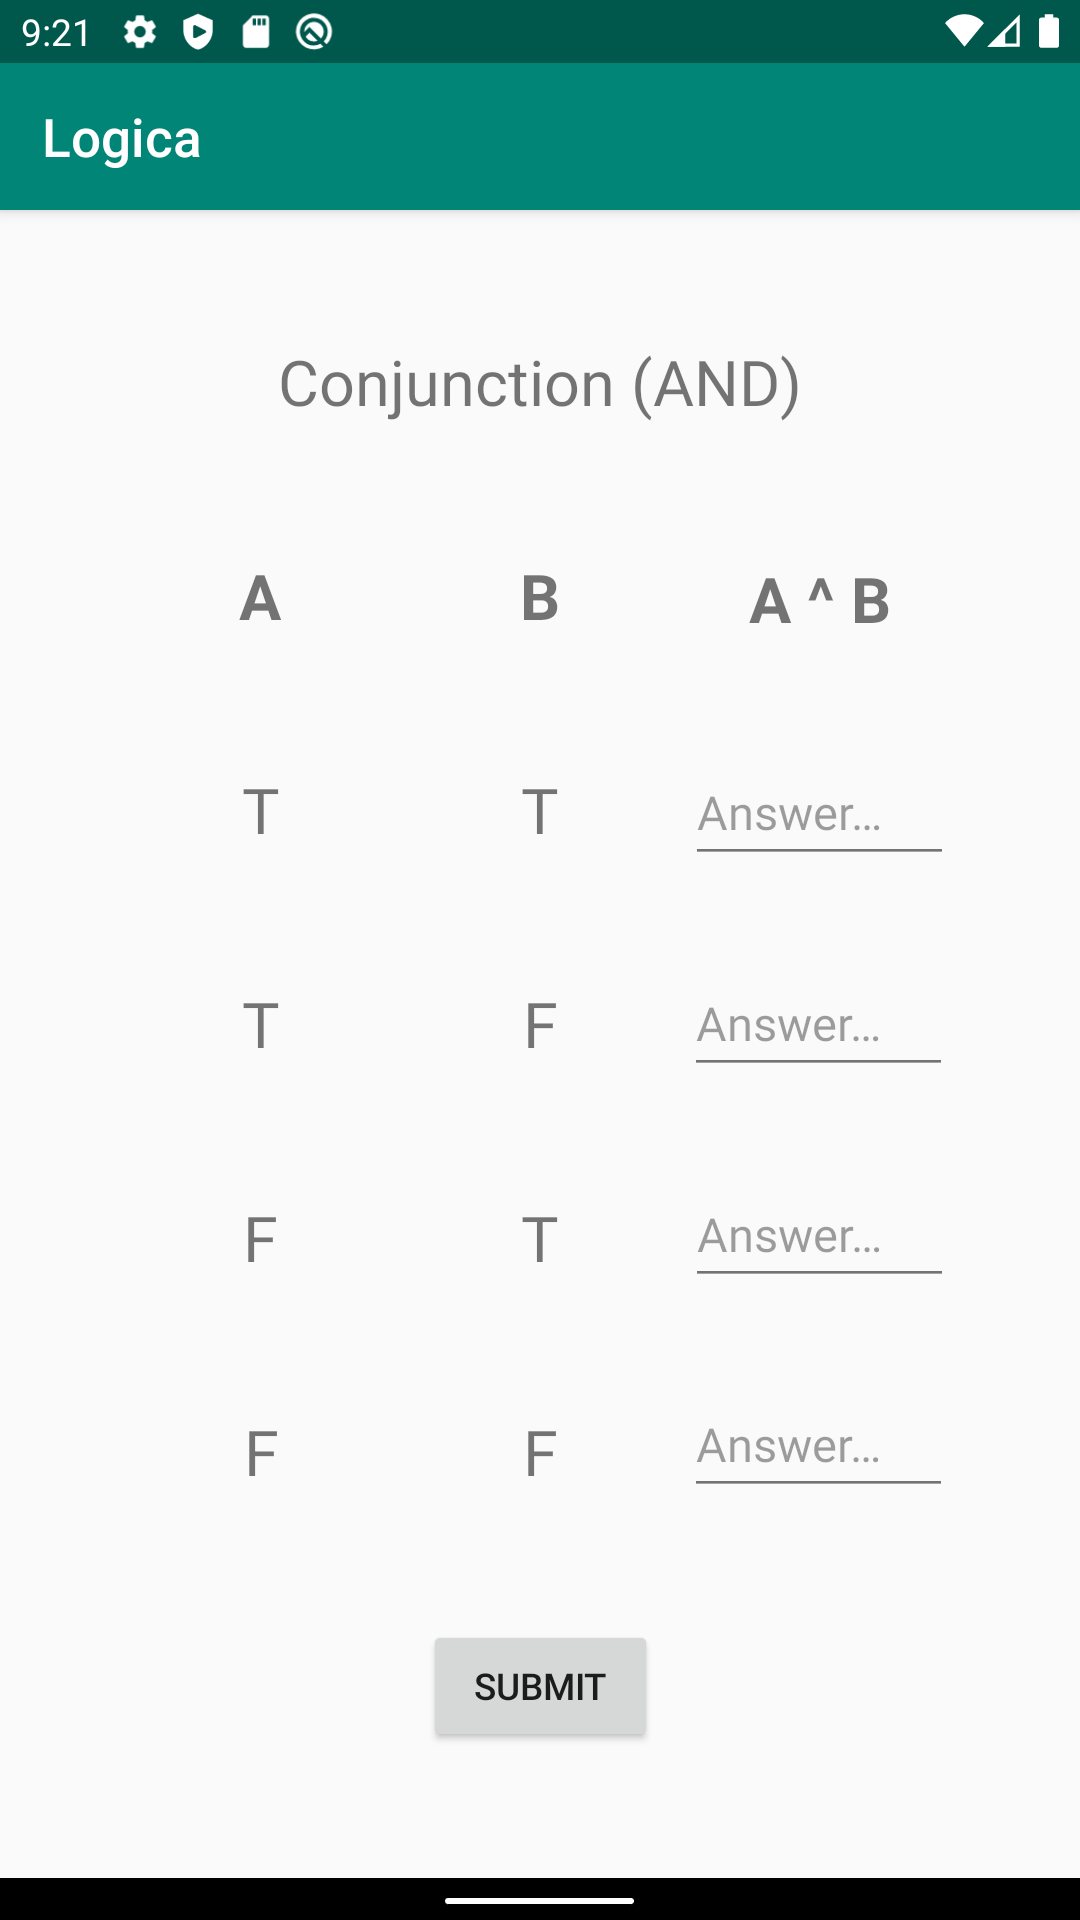 9:21
Logica
Conjunction (AND)
A B A ^ B
T T Answer...
T F Answer...
F T Answer...
F F Answer...
SUBMIT